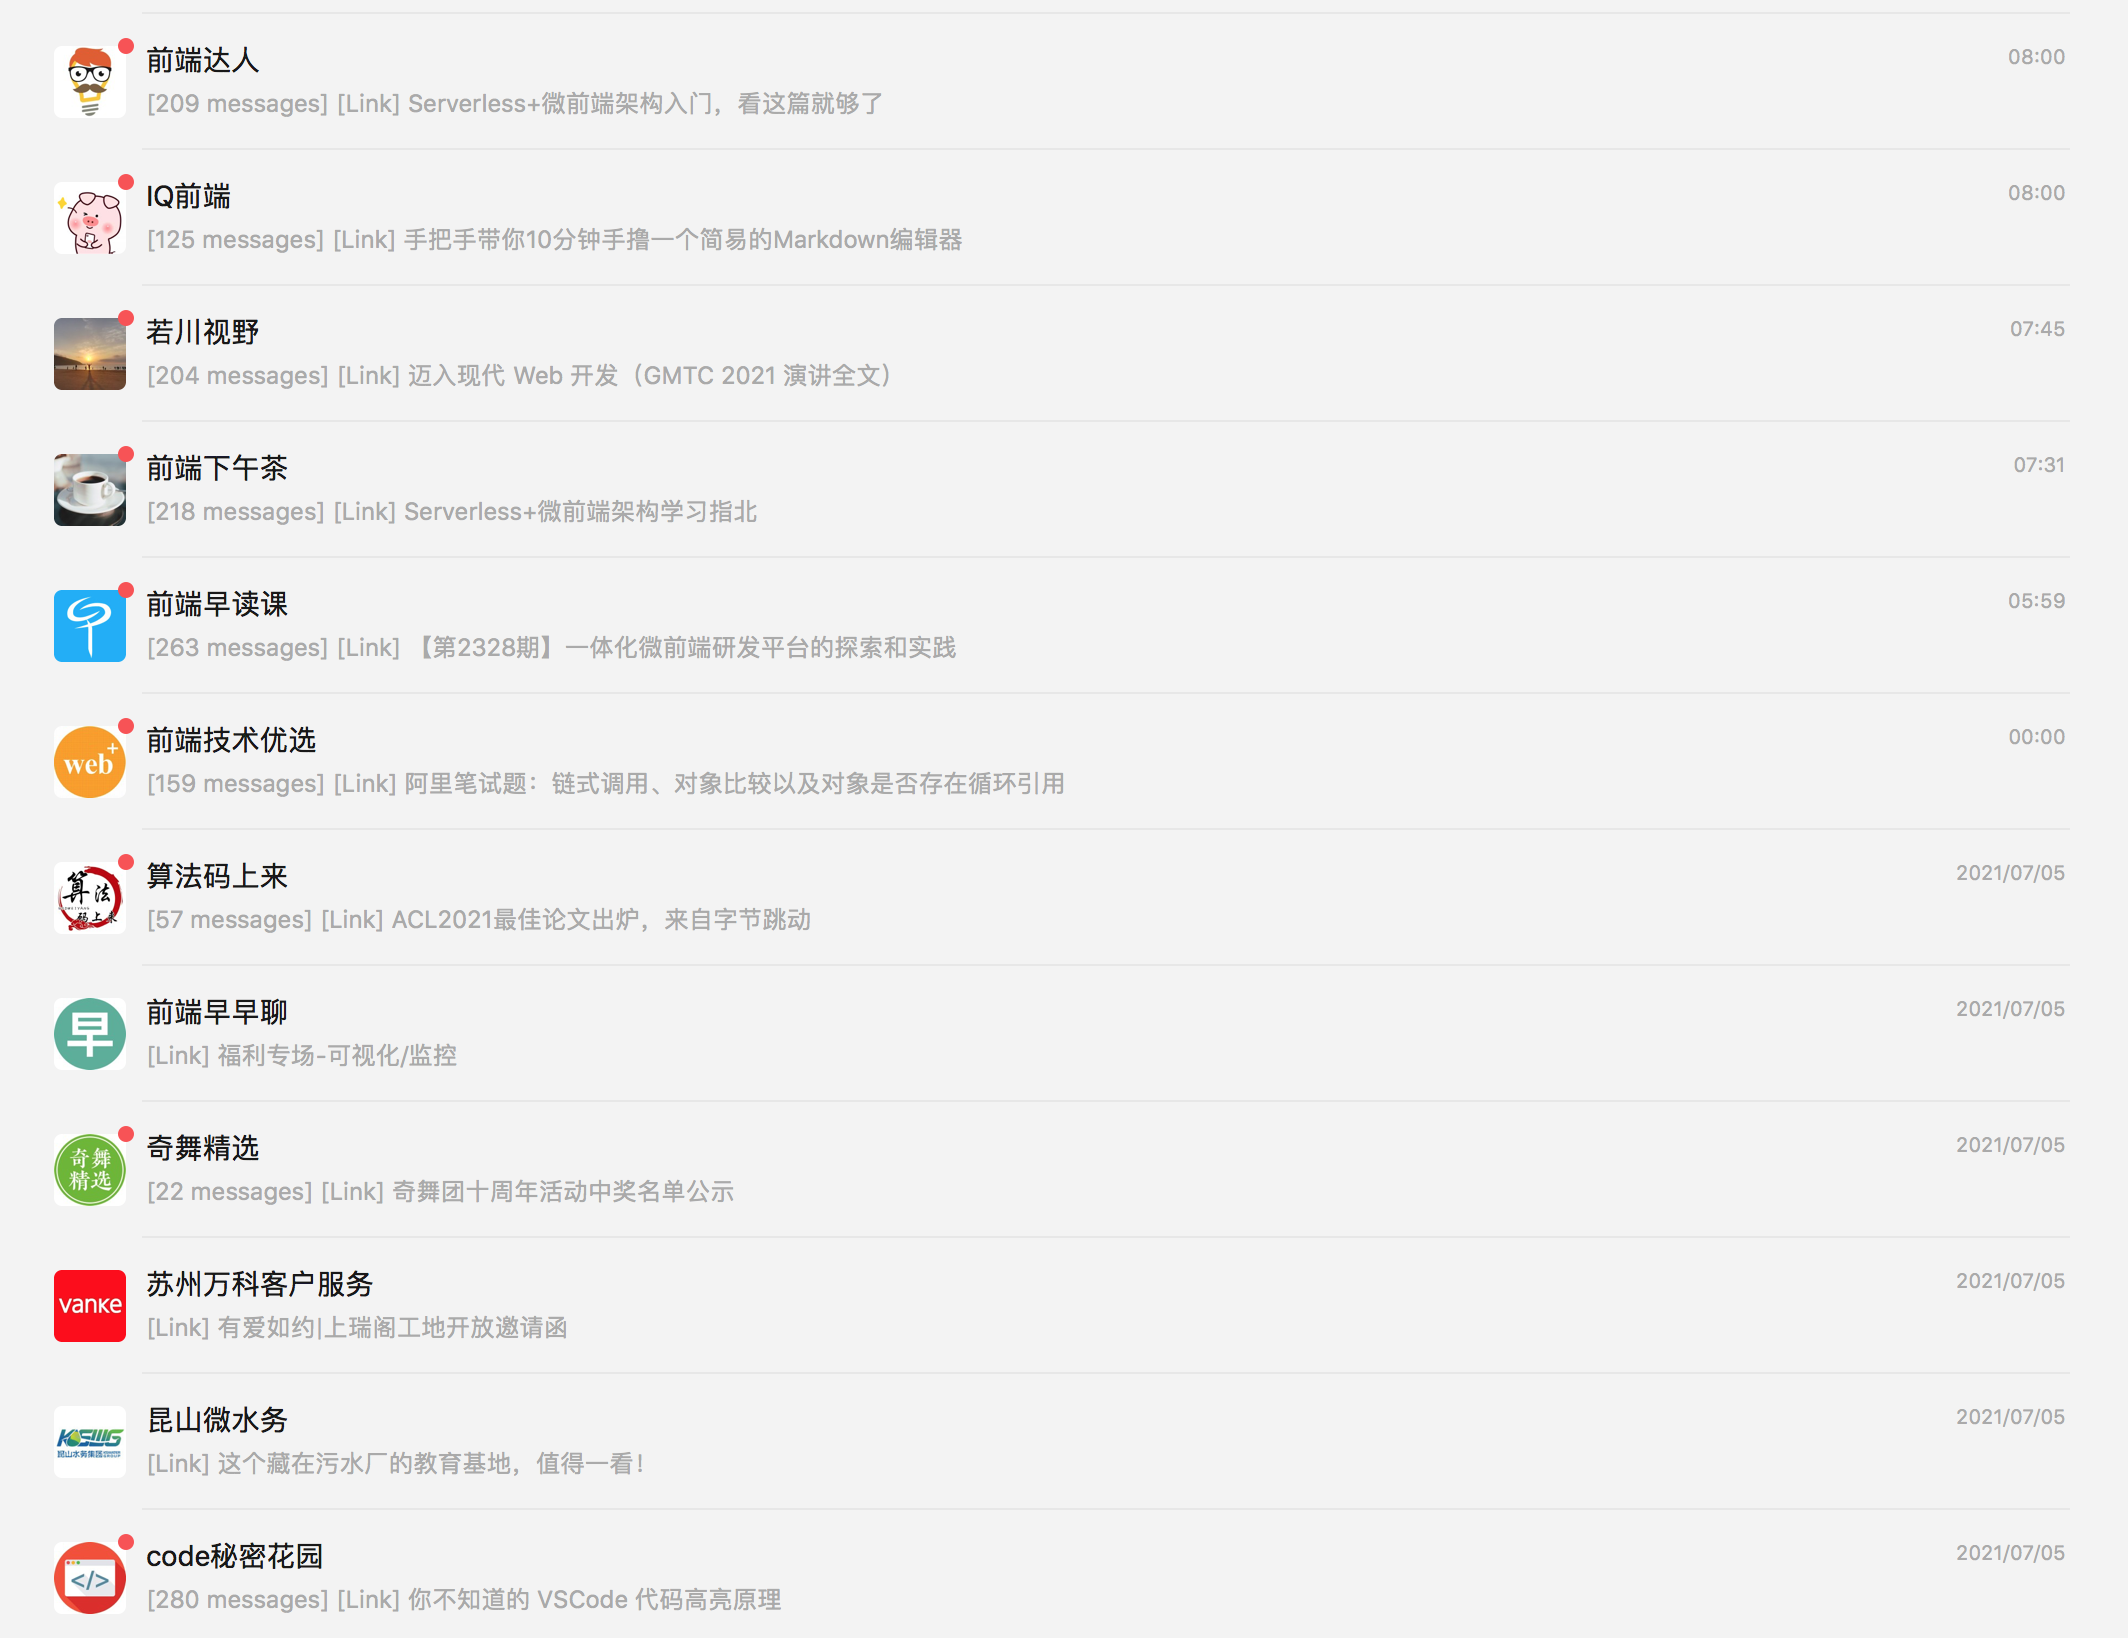 前端达人
08:00
[209 messages] [Link] Serverless+微前端架构入门，看这篇就够了
IQ前端
08:00
[125 messages] [Link] 手把手带你10分钟手撸一个简易的Markdown编辑器
若川视野
07:45
[204 messages] [Link] 迈入现代 Web 开发（GMTC 2021 演讲全文）
前端下午茶
07:31
[218 messages] [Link] Serverless+微前端架构学习指北
前端早读课
05:59
[263 messages] [Link] 【第2328期】一体化微前端研发平台的探索和实践
web+
前端技术优选
00:00
[159 messages] [Link] 阿里笔试题：链式调用、对象比较以及对象是否存在循环引用
算法
码上来
算法码上来
2021/07/05
[57 messages] [Link] ACL2021最佳论文出炉，来自字节跳动
早
前端早早聊
2021/07/05
[Link] 福利专场-可视化/监控
奇舞
精选
奇舞精选
2021/07/05
[22 messages] [Link] 奇舞团十周年活动中奖名单公示
vanke
苏州万科客户服务
2021/07/05
[Link] 有爱如约|上瑞阁工地开放邀请函
KSWG
昆山水务集团
昆山微水务
2021/07/05
[Link] 这个藏在污水厂的教育基地，值得一看！
</>
code秘密花园
2021/07/05
[280 messages] [Link] 你不知道的 VSCode 代码高亮原理